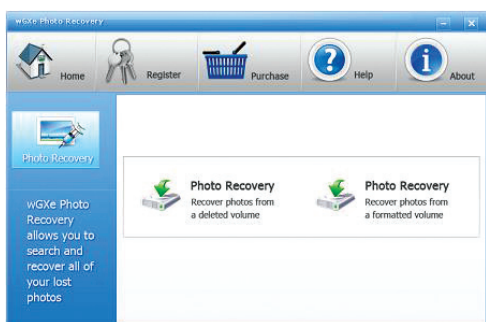 wGXe Photo Recovery
Home
Register
Purchase
Help
About
Photo Recovery
wGXe Photo
Recovery
allows you to
search and
recover all of
your lost
photos
Photo Recovery
Recover photos from
a deleted volume
Photo Recovery
Recover photos from
a formatted volume